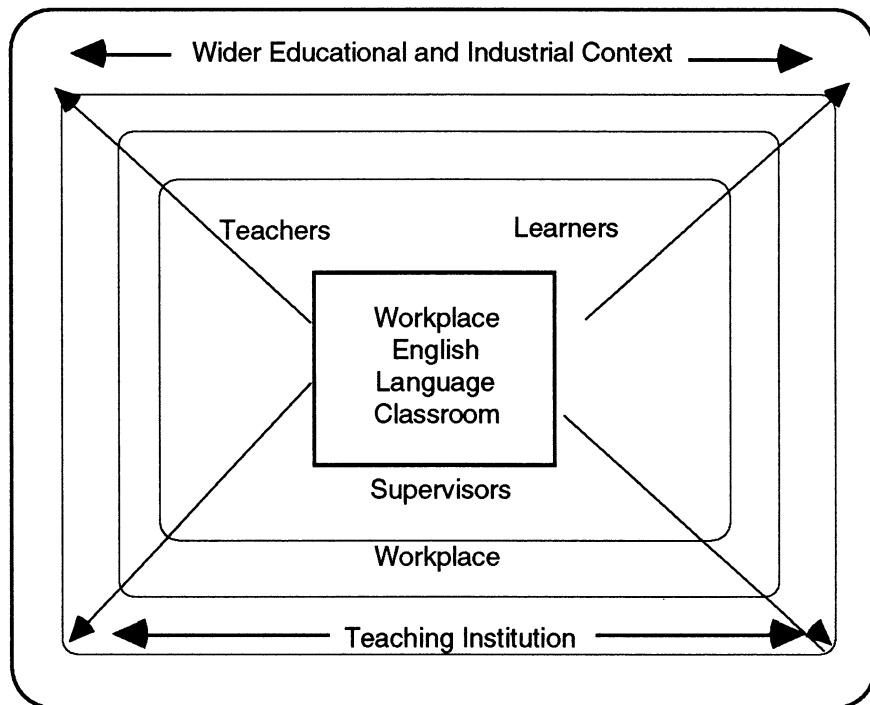 Wider Educational and Industrial Context
Teachers
Learners
Workplace
English
Language
Classroom
Supervisors
Workplace
Teaching Institution